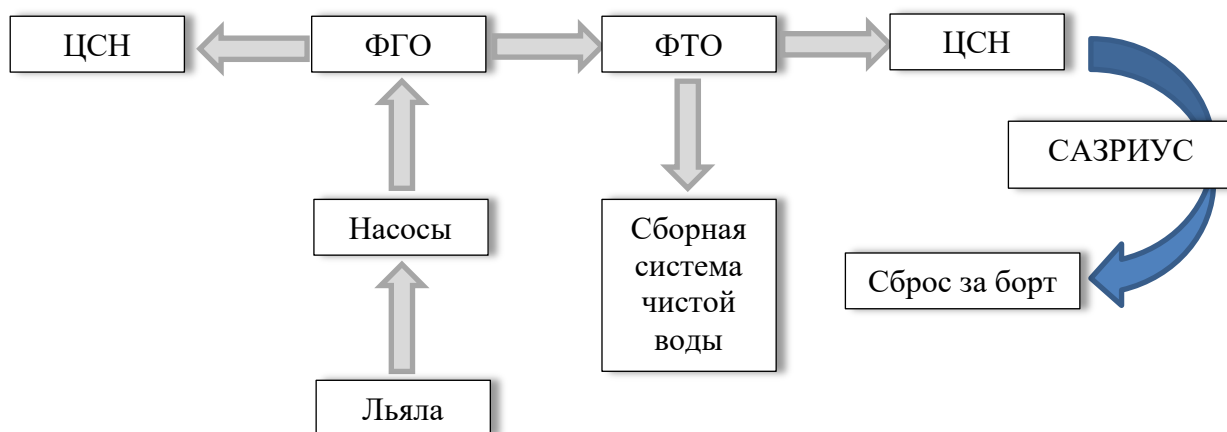 ЦСН
ФГО
ФТО
ЦСН
САЗРИУС
Насосы
Сборная
система
чистой
воды
Сброс за борт
Льяла